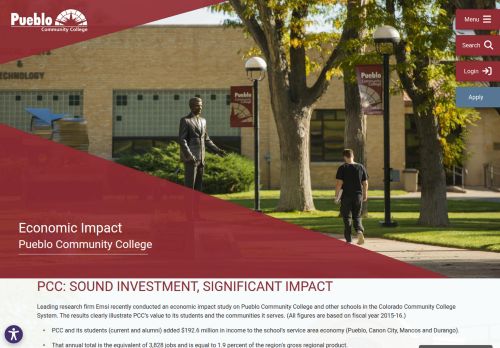 Pueblo
Community College
Menu
Search
Login
Apply
TECHNOLOGY
Pueblo
Pueblo
Economic Impact
Pueblo Community College
PCC: SOUND INVESTMENT, SIGNIFICANT IMPACT
Leading research firm Emsi recently conducted an economic impact study on Pueblo Community College and other schools in the Colorado Community College
System. The results clearly illustrate PCC's value to its students and the communities it serves. (All figures are based on fiscal year 2015-16.)
• PCC and its students (current and alumni) added $192.6 million in income to the school's service area economy (Pueblo, Canon City, Mancos and Durango).
• That annual total is the equivalent of 3,828 jobs and is equal to 1.9 percent of the region's gross regional product.